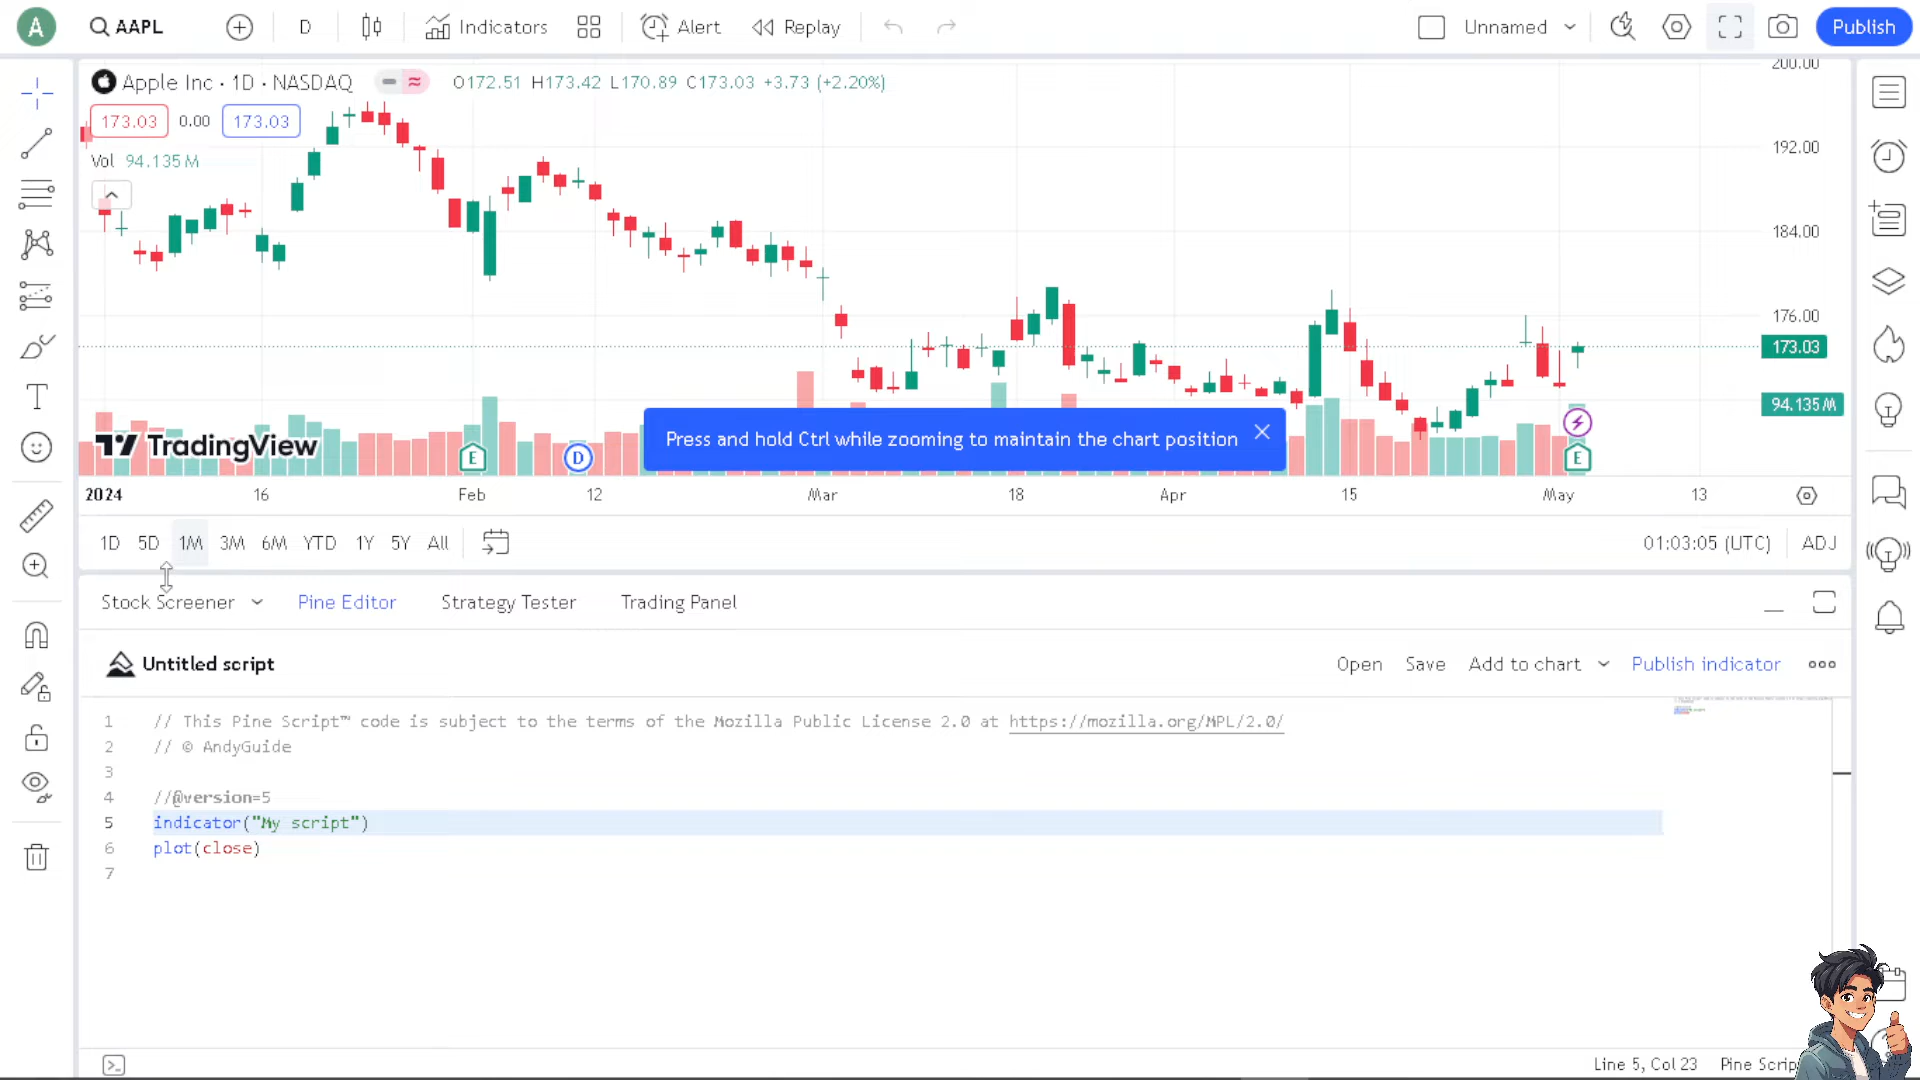 A
AAPL
D
Indicators
Alert
Replay
Unnamed
Publish
Apple Inc · 1D · NASDAQ
O172.51 H173.42 L170.89 C173.03 +3.73 (+2.20%)
173.03
0.00
173.03
Vol 94.135 M
200.00
192.00
184.00
176.00
173.03
94.135 M
TradingView
E
D
E
Press and hold Ctrl while zooming to maintain the chart position
2024
16
Feb
12
Mar
18
Apr
15
May
13
1D
5D
1M
3M
6M
YTD
1Y
5Y
All
01:03:05 (UTC)
ADJ
Stock Screener
Pine Editor
Strategy Tester
Trading Panel
Untitled script
Open
Save
Add to chart
Publish indicator
1 // This Pine Script™ code is subject to the terms of the Mozilla Public License 2.0 at https://mozilla.org/MPL/2.0/
2 // © AndyGuide
3
4 //@version=5
5 indicator("My script")
6 plot(close)
7
Line 5, Col 23
Pine Scrip